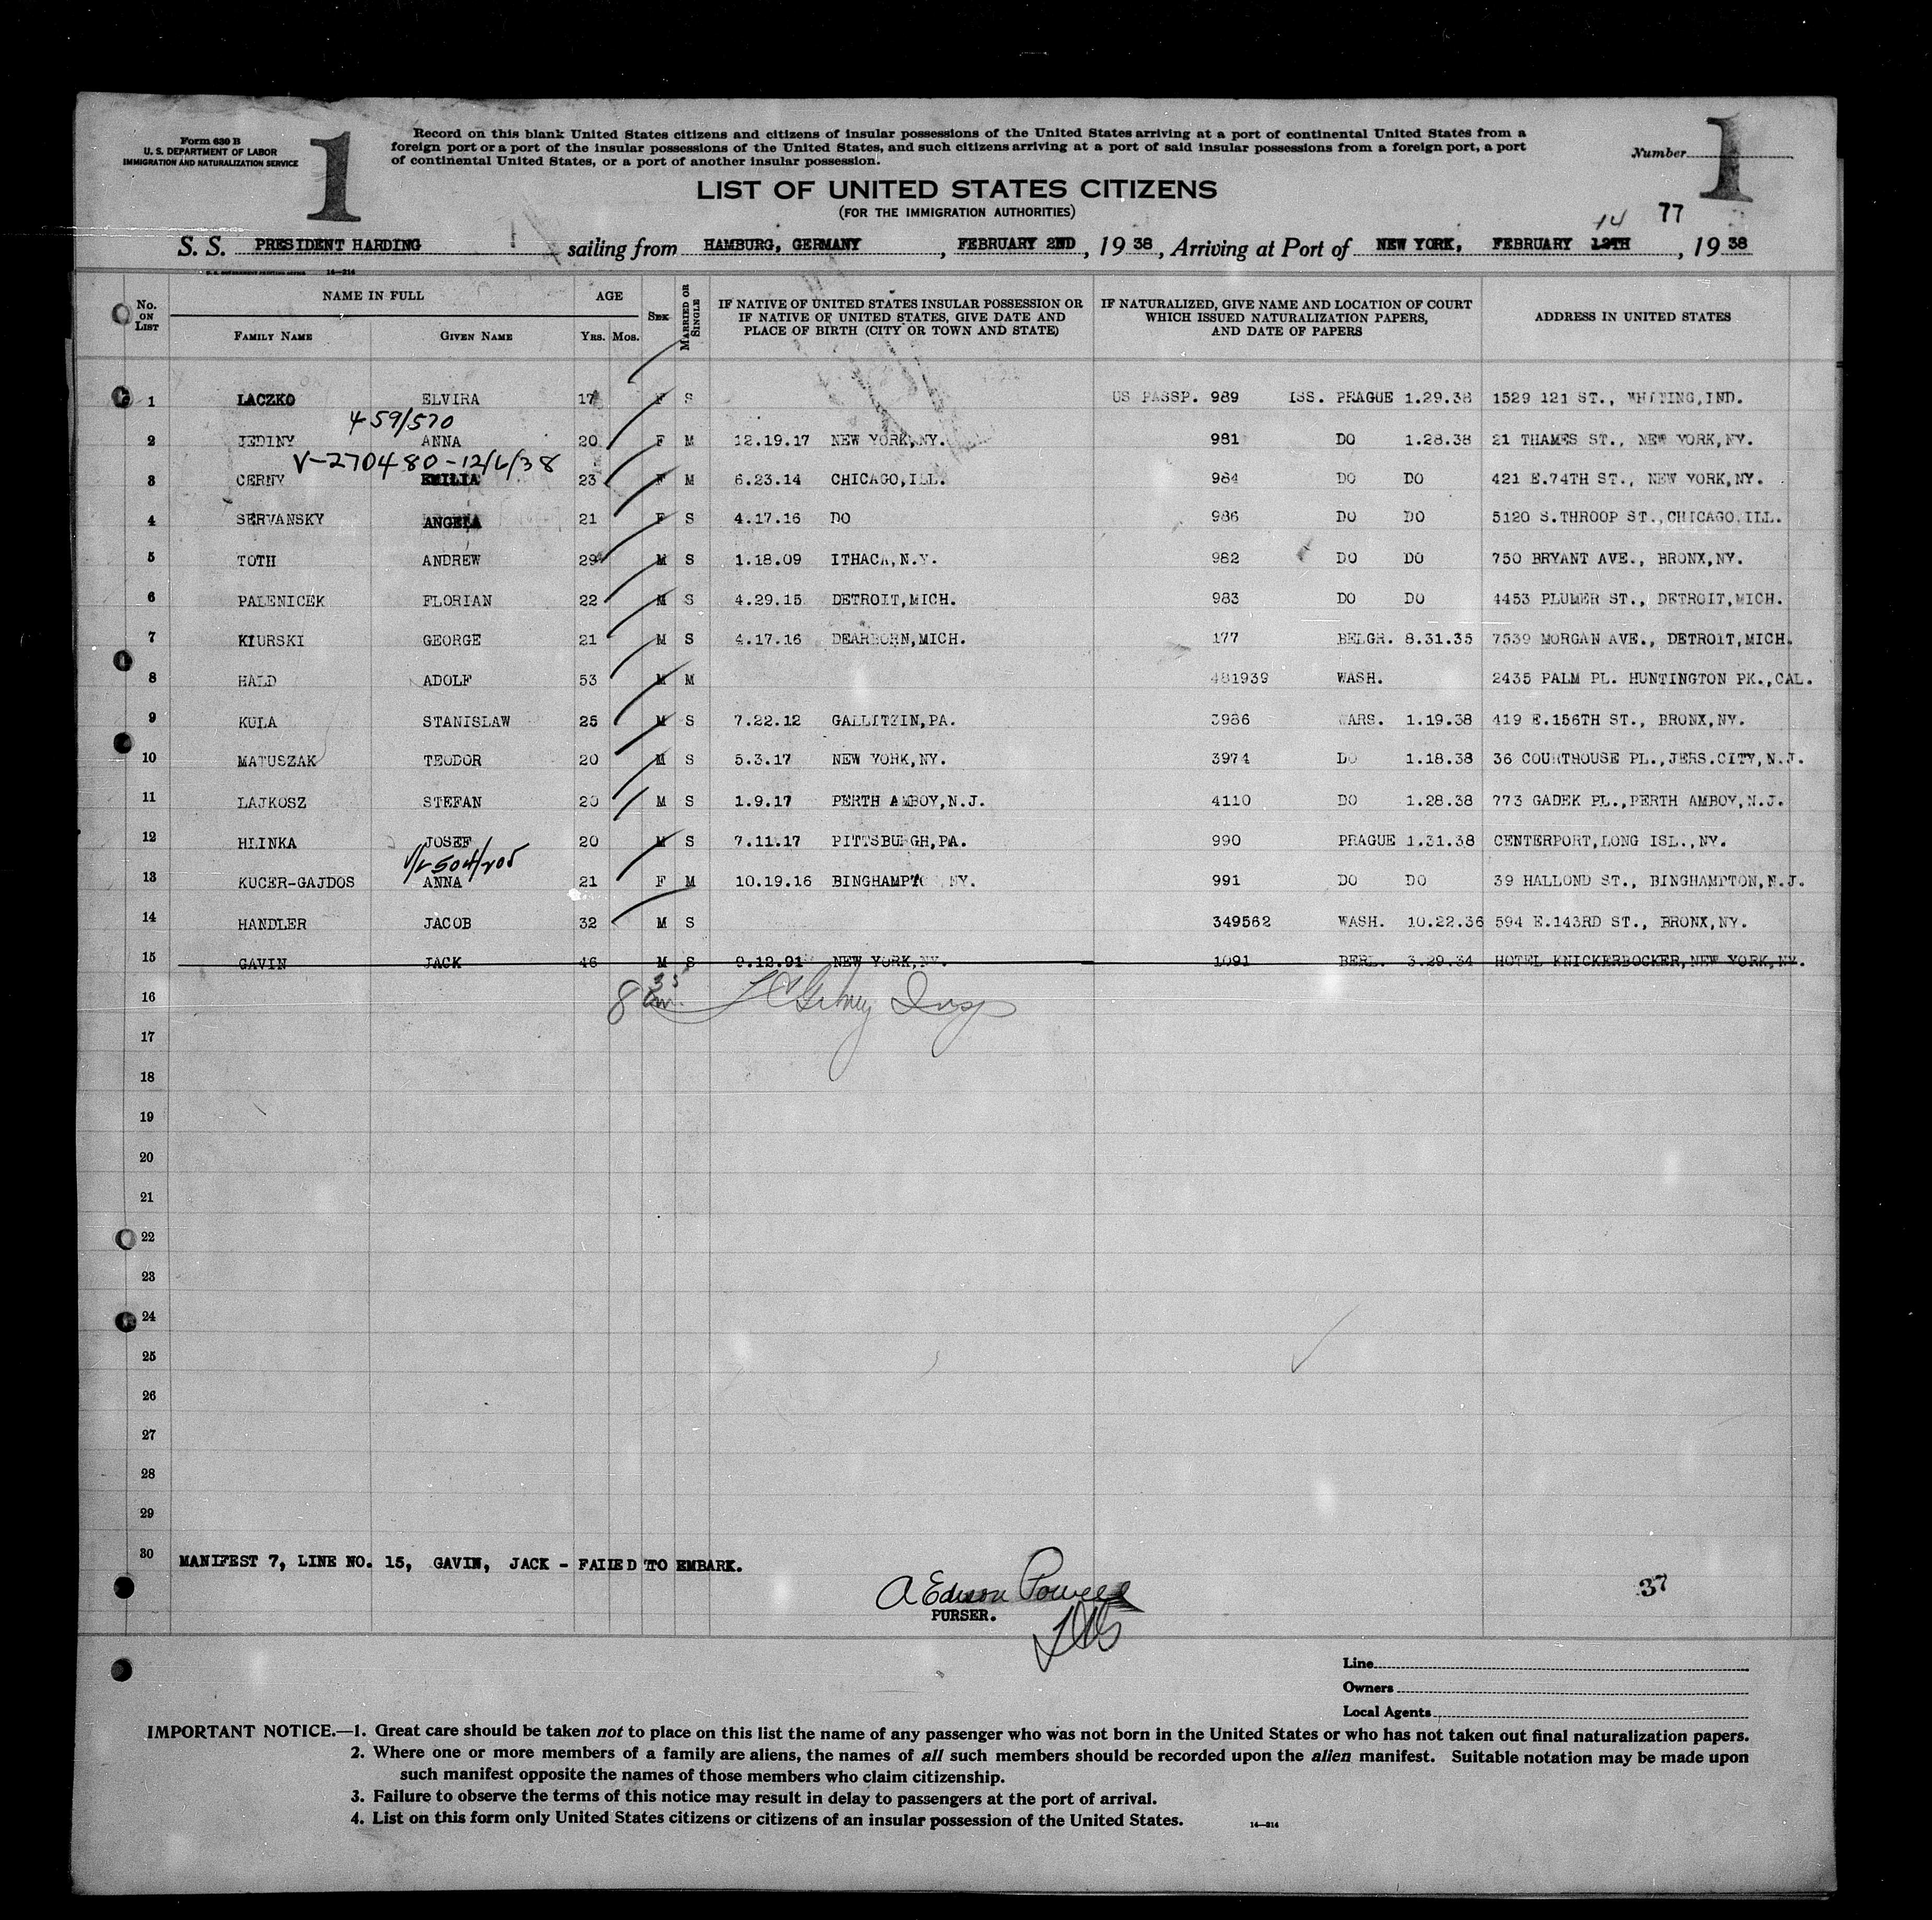 Form 630 B
U. S. DEPARTMENT OF LABOR
IMMIGRATION AND NATURALIZATION SERVICE
1
Record on this blank United States citizens and citizens of insular possessions of the United States arriving at a port of continental United States from a
foreign port or a port of the insular possessions of the United States, and such citizens arriving at a port of said insular possessions from a foreign port, a port
of continental United States, or a port of another insular possession.
Number 1
LIST OF UNITED STATES CITIZENS
(FOR THE IMMIGRATION AUTHORITIES)
14 77
S. S. PRESIDENT HARDING sailing from HAMBURG, GERMANY, FEBRUARY 2ND, 1938, Arriving at Port of NEW YORK, FEBRUARY 12TH, 1938
U. S. GOVERNMENT PRINTING OFFICE 14—214
No. ON LIST NAME IN FULL AGE SEX MARRIED OR SINGLE IF NATIVE OF UNITED STATES INSULAR POSSESSION OR IF NATIVE OF UNITED STATES, GIVE DATE AND PLACE OF BIRTH (CITY OR TOWN AND STATE) IF NATURALIZED, GIVE NAME AND LOCATION OF COURT WHICH ISSUED NATURALIZATION PAPERS, AND DATE OF PAPERS ADDRESS IN UNITED STATES
FAMILY NAME GIVEN NAME YRS. MOS.
1 LACZKO ELVIRA 17 F S US PASSP. 989 ISS. PRAGUE 1.29.38 1529 121 ST., WHITING,IND.
459/570
2 JEDINY ANNA 20 F M 12.19.17 NEW YORK,NY. 981 DO 1.28.38 21 THAMES ST., NEW YORK,NY.
V-270480-12/6/38
3 CERNY EMILIA 23 F M 6.23.14 CHICAGO,ILL. 984 DO DO 421 E.74TH ST., NEW YORK,NY.
4 SERVANSKY ANGELA 21 F S 4.17.16 DO 986 DO DO 5120 S.THROOP ST.,CHICAGO,ILL.
5 TOTH ANDREW 29 M S 1.18.09 ITHACA,N.Y. 982 DO DO 750 BRYANT AVE., BRONX,NY.
6 PALENICEK FLORIAN 22 M S 4.29.15 DETROIT,MICH. 983 DO DO 4453 PLUMER ST., DETROIT,MICH.
7 KIURSKI GEORGE 21 M S 4.17.16 DEARBORN,MICH. 177 BELGR. 8.31.35 7539 MORGAN AVE., DETROIT,MICH.
8 HALD ADOLF 53 M M 481939 WASH. 2435 PALM PL. HUNTINGTON PK.,CAL.
9 KULA STANISLAW 25 M S 7.22.12 GALLITZIN,PA. 3986 WARS. 1.19.38 419 E.156TH ST., BRONX,NY.
10 MATUSZAK TEODOR 20 M S 5.3.17 NEW YORK,NY. 3974 DO 1.18.38 36 COURTHOUSE PL.,JERS.CITY,N.J.
11 LAJKOSZ STEFAN 20 M S 1.9.17 PERTH AMBOY,N.J. 4110 DO 1.28.38 773 GADEK PL.,PERTH AMBOY,N.J.
12 HLINKA JOSEF 20 M S 7.11.17 PITTSBURGH,PA. 990 PRAGUE 1.31.38 CENTERPORT,LONG ISL.,NY.
13 KUCER-GAJDOS ANNA 21 F M 10.19.16 BINGHAMPTON,NY. 991 DO DO 39 HALLOND ST., BINGHAMPTON,N.J.
14 HANDLER JACOB 32 M S 349562 WASH. 10.22.36 594 E.143RD ST., BRONX,NY.
15 GAVIN JACK 46 M S 9.12.91 NEW YORK,NY. 1091 BERL. 3.29.34 HOTEL KNICKERBOCKER,NEW YORK,NY.
16
17
18
19
20
21
22
23
24
25
26
27
28
29
30 MANIFEST 7, LINE NO. 15, GAVIN, JACK - FAILED TO EMBARK.
A Edison Powell
PURSER.
37
Line
Owners
Local Agents
IMPORTANT NOTICE.—1. Great care should be taken not to place on this list the name of any passenger who was not born in the United States or who has not taken out final naturalization papers.
2. Where one or more members of a family are aliens, the names of all such members should be recorded upon the alien manifest. Suitable notation may be made upon
such manifest opposite the names of those members who claim citizenship.
3. Failure to observe the terms of this notice may result in delay to passengers at the port of arrival.
4. List on this form only United States citizens or citizens of an insular possession of the United States.
14—214